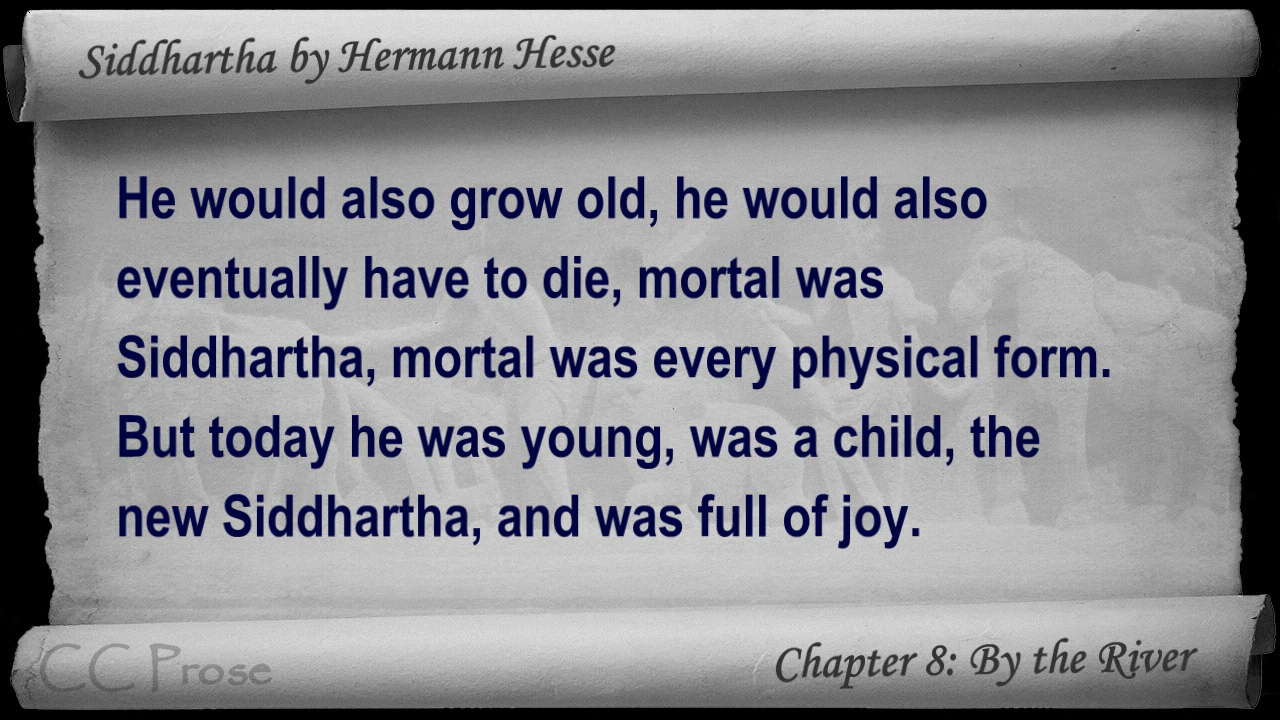 Siddhartha by Hermann Hesse
He would also grow old, he would also
eventually have to die, mortal was
Siddhartha, mortal was every physical form.
But today he was young, was a child, the
new Siddhartha, and was full of joy.
CC Prose
Chapter 8: By the River